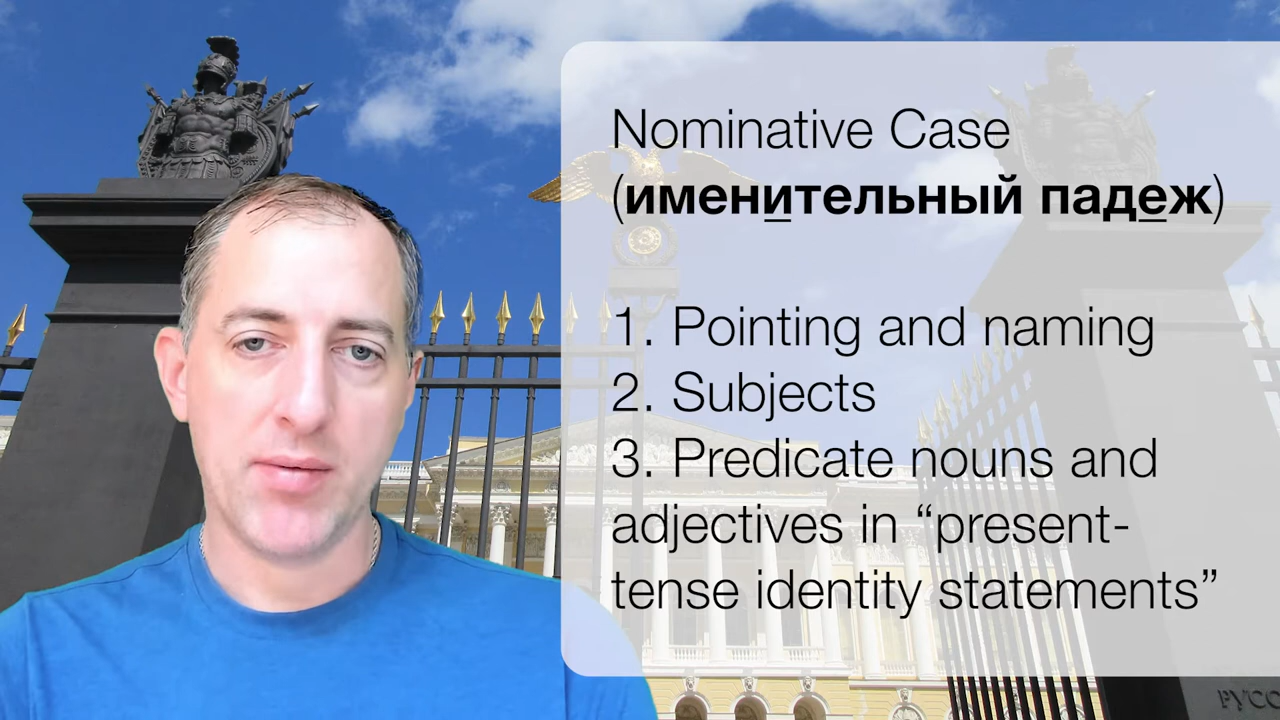 Nominative Case
(именительный падеж)
1. Pointing and naming
2. Subjects
3. Predicate nouns and
adjectives in “present-
tense identity statements”
РУСС